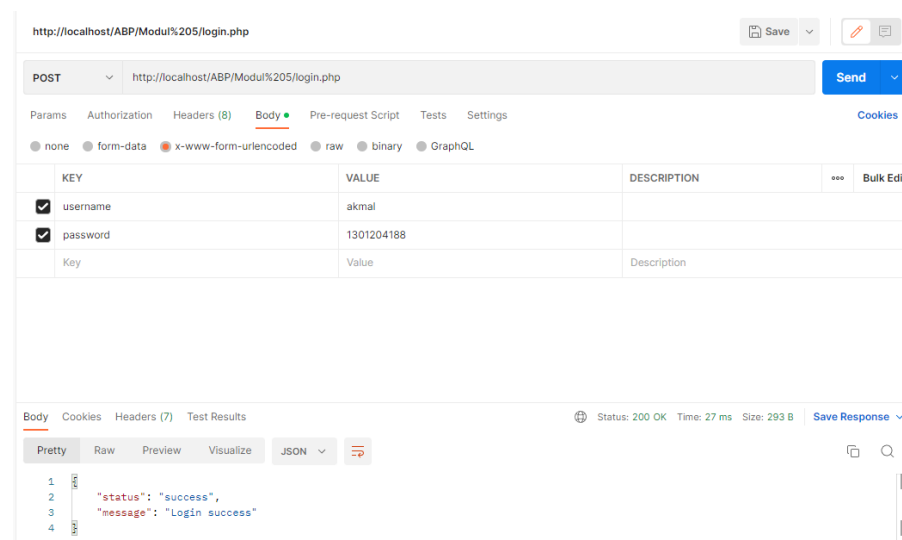 http://localhost/ABP/Modul%205/login.php
Save
POST http://localhost/ABP/Modul%205/login.php Send
Params Authorization Headers (8) Body Pre-request Script Tests Settings Cookies
none form-data x-www-form-urlencoded raw binary GraphQL
KEY VALUE DESCRIPTION ooo Bulk Edi
username akmal
password 1301204188
Key Value Description
Body Cookies Headers (7) Test Results Status: 200 OK Time: 27 ms Size: 293 B Save Response
Pretty Raw Preview Visualize JSON
1 {
2 "status": "success",
3 "message": "Login success"
4 }